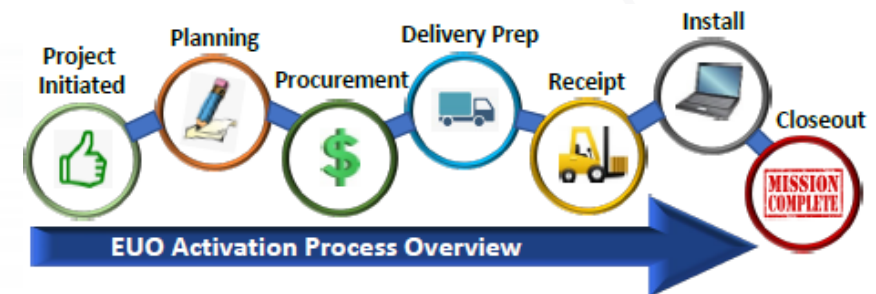 Project
Initiated
Planning
Procurement
Delivery Prep
Receipt
Install
Closeout
$
MISSION
COMPLETE
EUO Activation Process Overview